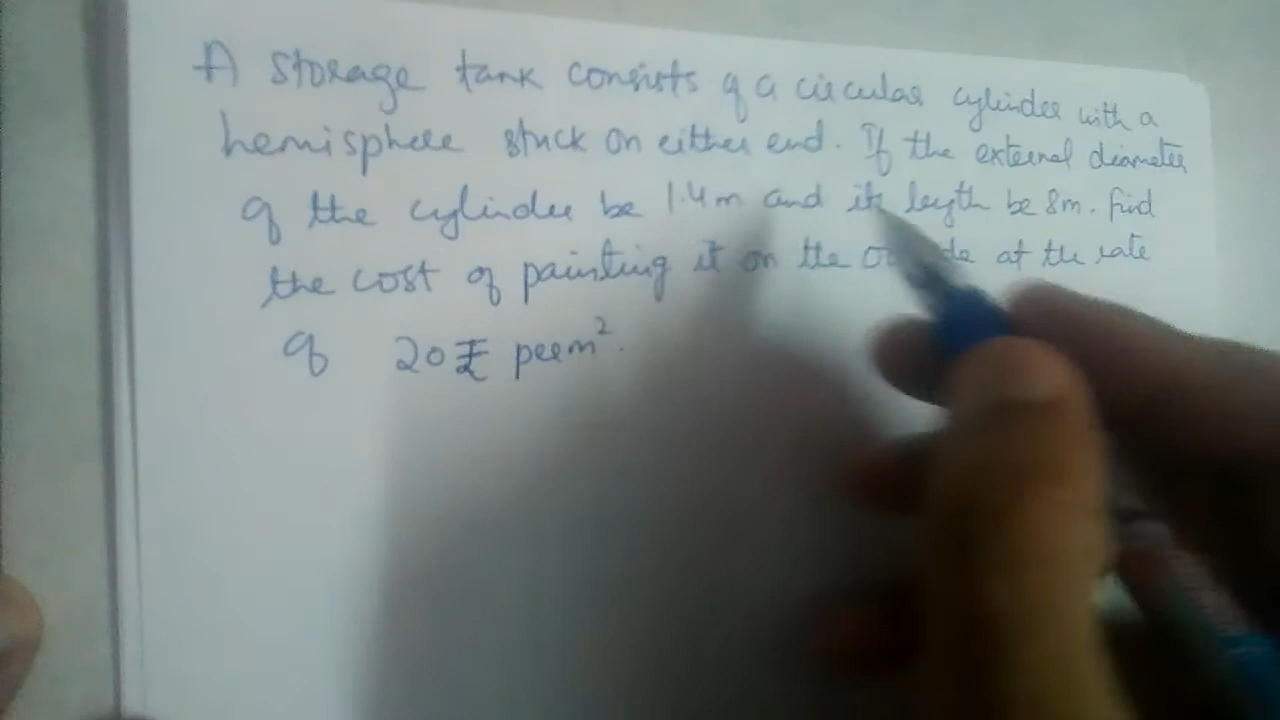 A storage tank consists of a circular cylinder with a
hemisphere stuck on either end. If the external diameter
of the cylinder be 1.4m and its length be 8m. find
the cost of painting it on the at the rate
of 20₹ per m².